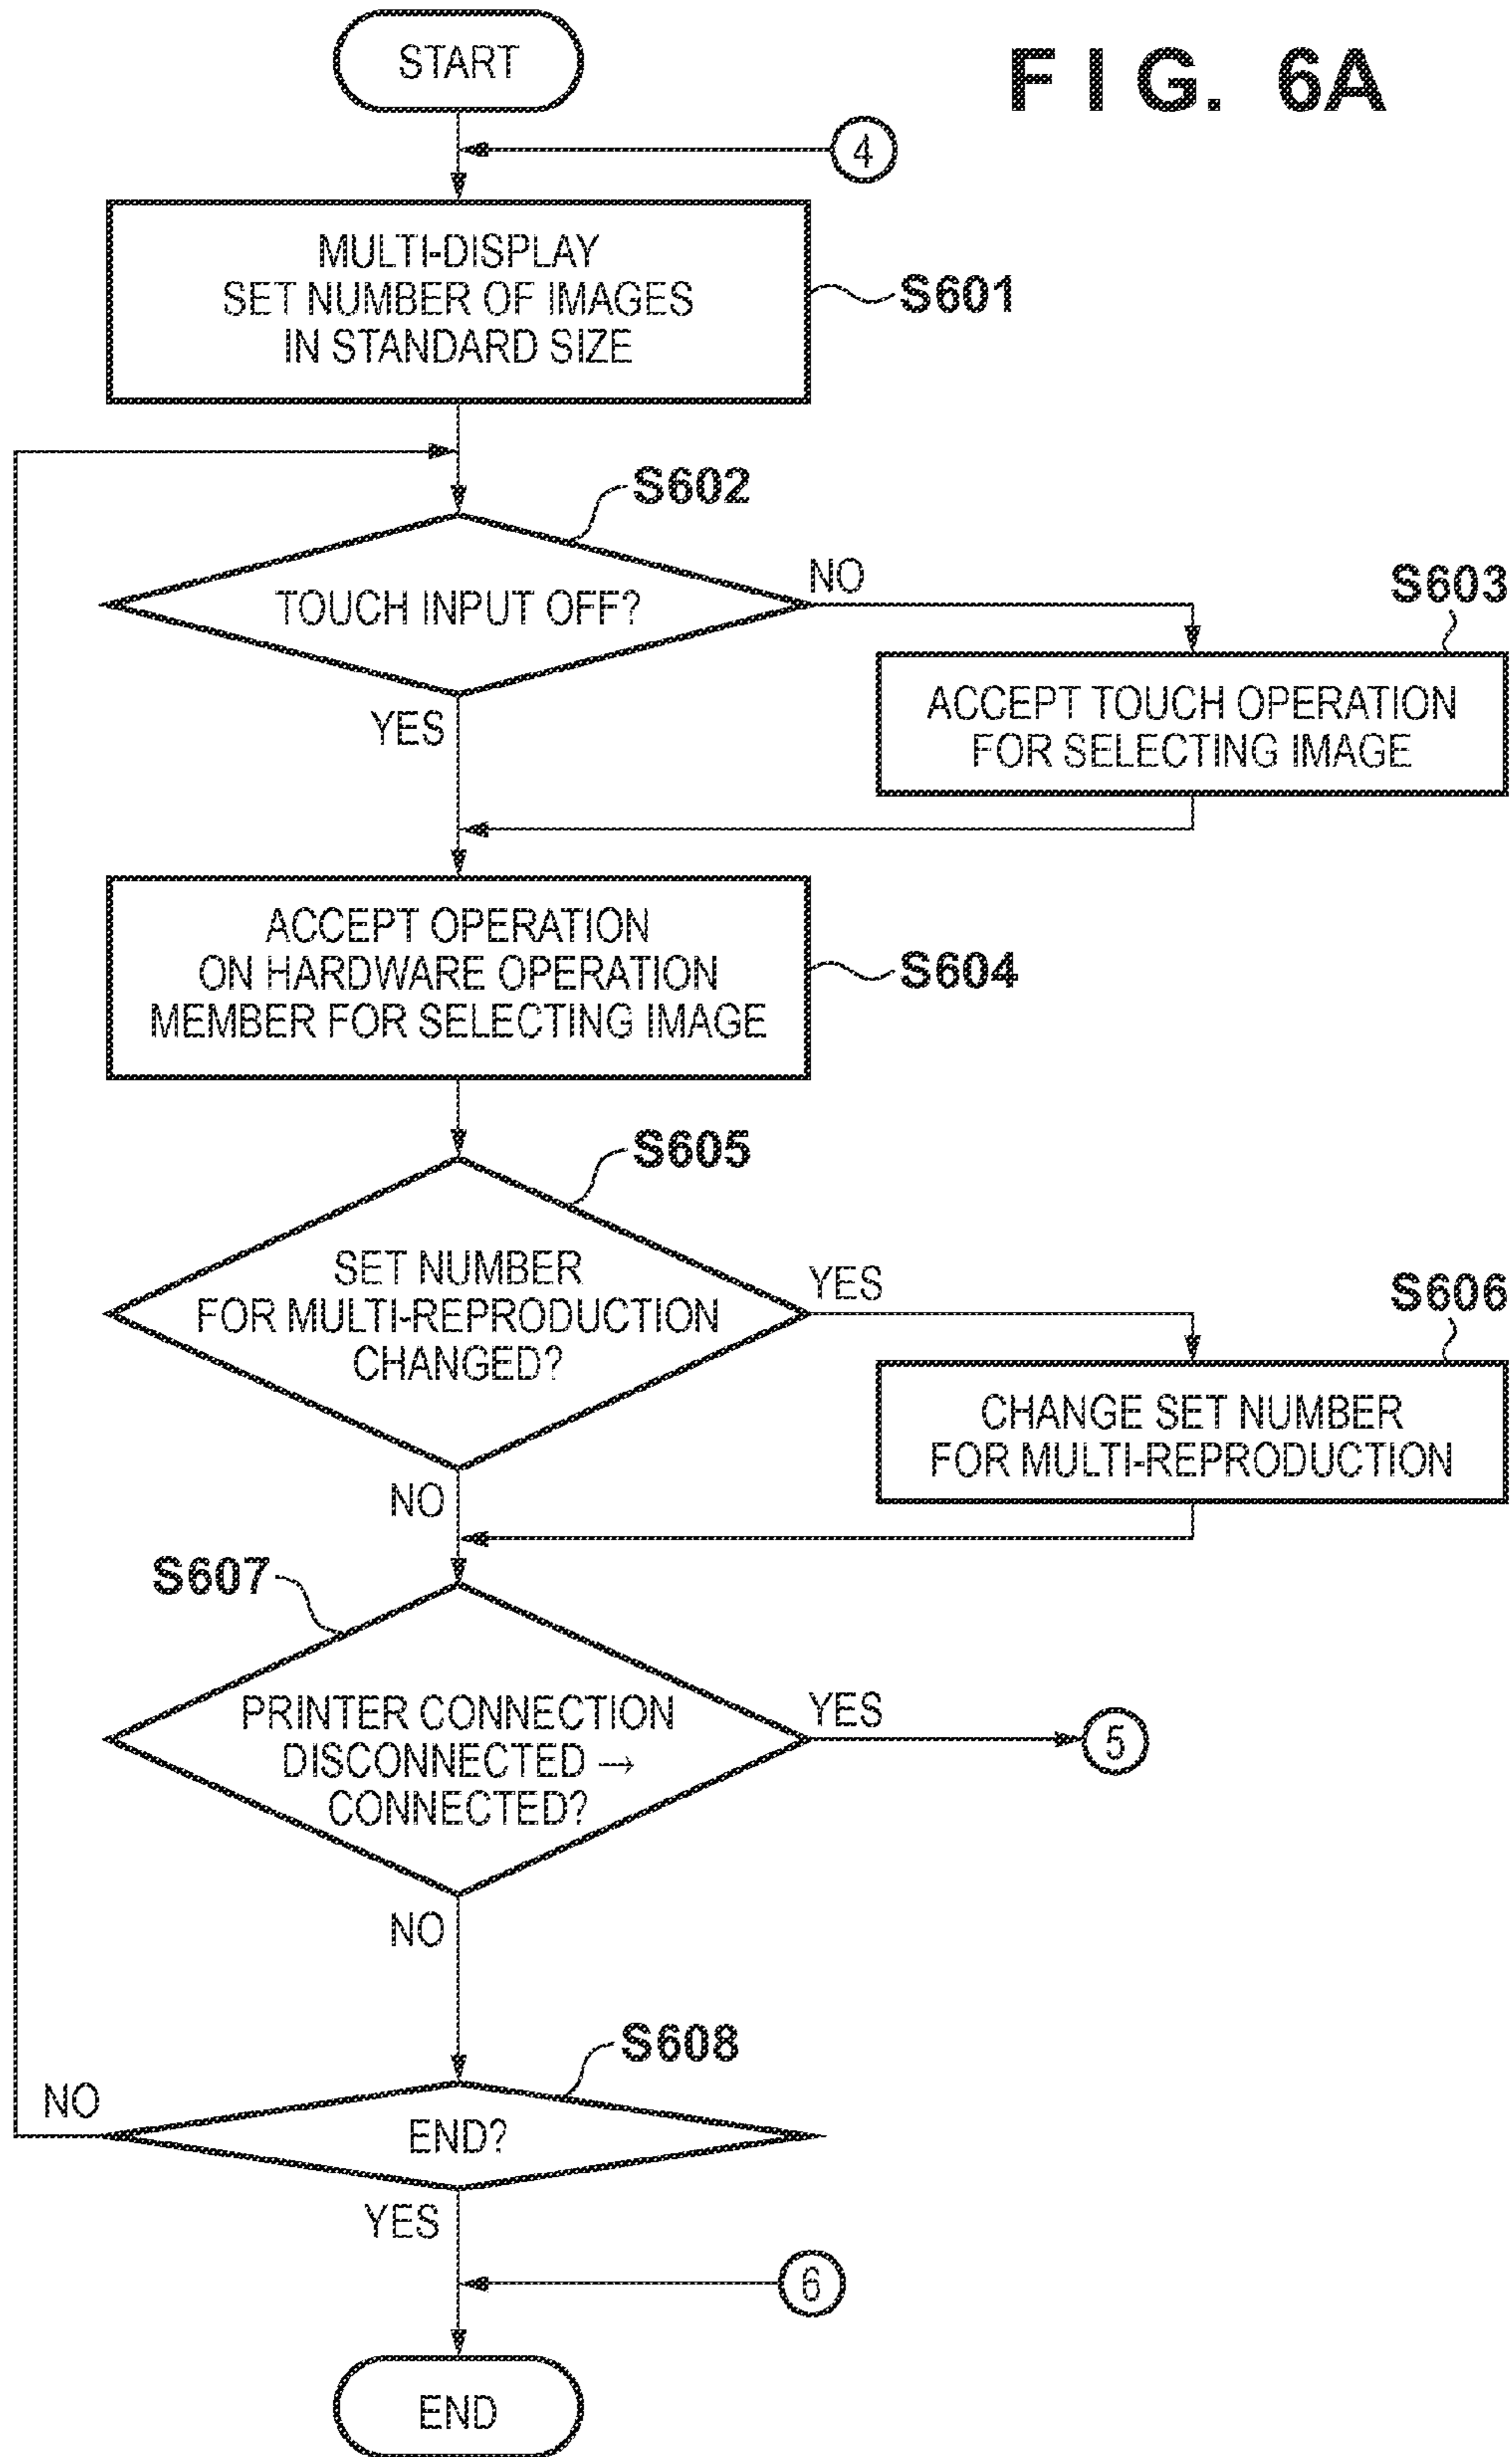 START
F I G. 6A
4
MULTI-DISPLAY
SET NUMBER OF IMAGES
IN STANDARD SIZE
S601
S602
TOUCH INPUT OFF?
NO
YES
S603
ACCEPT TOUCH OPERATION
FOR SELECTING IMAGE
ACCEPT OPERATION
ON HARDWARE OPERATION
MEMBER FOR SELECTING IMAGE
S604
S605
SET NUMBER
FOR MULTI-REPRODUCTION
CHANGED?
YES
NO
S606
CHANGE SET NUMBER
FOR MULTI-REPRODUCTION
S607
PRINTER CONNECTION
DISCONNECTED →
CONNECTED?
YES
5
NO
S608
END?
NO
YES
6
END